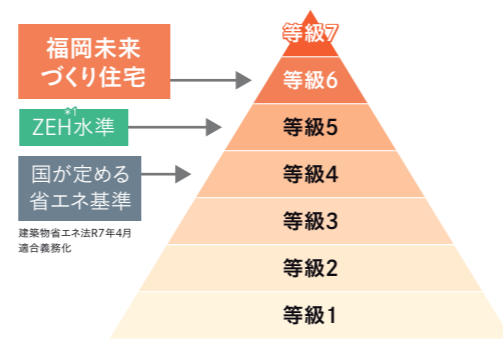 福岡未来
づくり住宅
ZEH*1水準
国が定める
省エネ基準
建築物省エネ法R7年4月
適合義務化
等級7
等級6
等級5
等級4
等級3
等級2
等級1